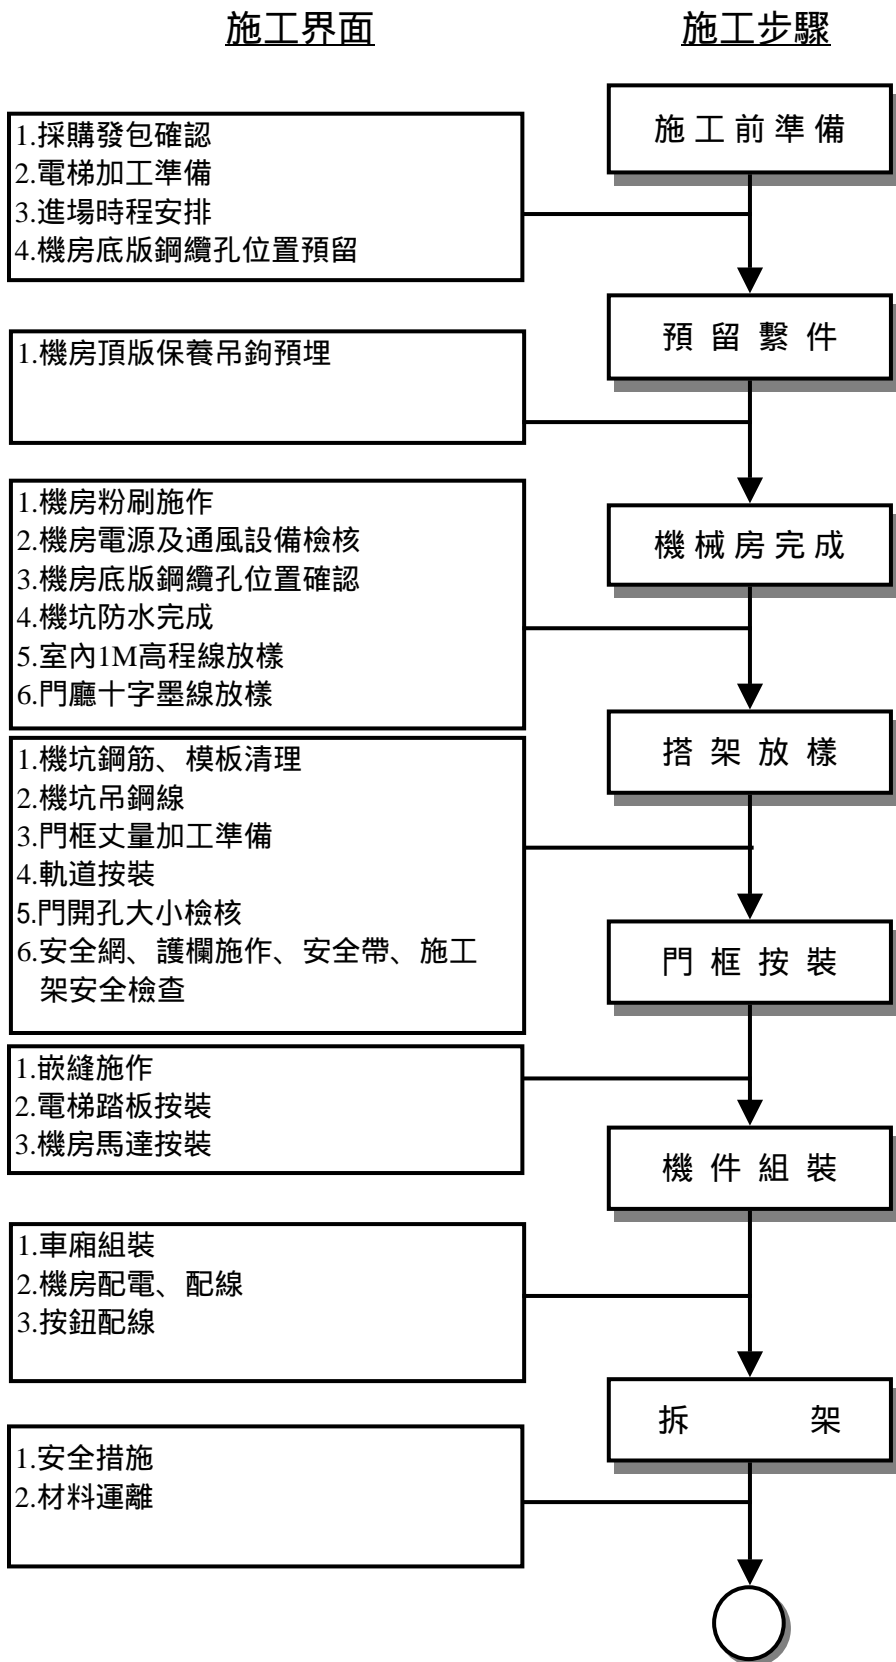 施工界面
施工步驟
施工前準備
1.採購發包確認
2.電梯加工準備
3.進場時程安排
4.機房底版鋼纜孔位置預留
預留繫件
1.機房頂版保養吊鉤預埋
機械房完成
1.機房粉刷施作
2.機房電源及通風設備檢核
3.機房底版鋼纜孔位置確認
4.機坑防水完成
5.室內1M高程線放樣
6.門廳十字墨線放樣
搭架放樣
1.機坑鋼筋、模板清理
2.機坑吊鋼線
3.門框丈量加工準備
4.軌道按裝
5.門開孔大小檢核
6.安全網、護欄施作、安全帶、施工
架安全檢查
門框按裝
1.嵌縫施作
2.電梯踏板按裝
3.機房馬達按裝
機件組裝
1.車廂組裝
2.機房配電、配線
3.按鈕配線
拆架
1.安全措施
2.材料運離